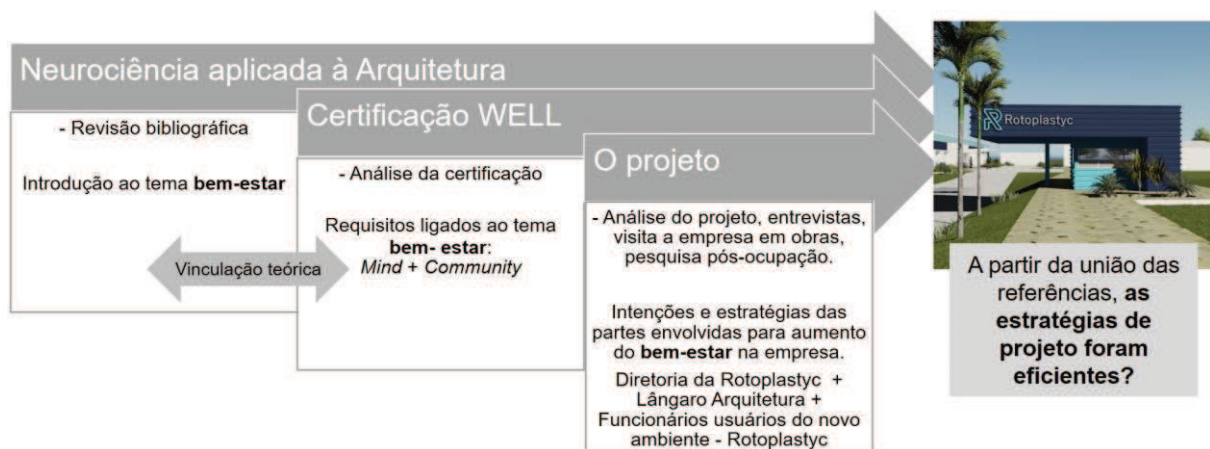 Neurociência aplicada à Arquitetura
- Revisão bibliográfica
Introdução ao tema bem-estar
Vinculação teórica
Certificação WELL
- Análise da certificação
Requisitos ligados ao tema
bem- estar:
Mind + Community
O projeto
- Análise do projeto, entrevistas,
visita a empresa em obras,
pesquisa pós-ocupação.
Intenções e estratégias das
partes envolvidas para aumento
do bem-estar na empresa.
Diretoria da Rotoplastyc +
Lângaro Arquitetura +
Funcionários usuários do novo
ambiente - Rotoplastyc
Rotoplastyc
A partir da união das
referências, as
estratégias de
projeto foram
eficientes?